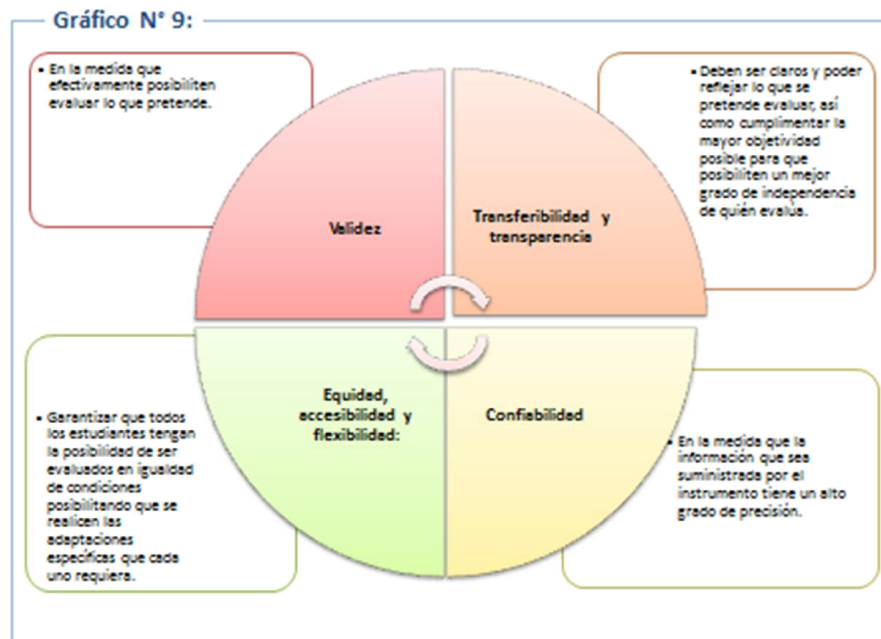 Gráfico N° 9:
• En la medida que
efectivamente posibiliten
evaluar lo que pretende.
Validez
Transferibilidad y
transparencia
• Deben ser claros y poder
reflejar lo que se
pretende evaluar, así
como cumplimentar la
mayor objetividad
posible para que
posibiliten un mejor
grado de independencia
de quién evalúa.
• Garantizar que todos
los estudiantes tengan
la posibilidad de ser
evaluados en igualdad
de condiciones
posibilitando que se
realicen las
adaptaciones
específicas que cada
uno requiera.
Equidad,
accesibilidad y
flexibilidad:
Confiabilidad
• En la medida que la
información que sea
suministrada por el
instrumento tiene un alto
grado de precisión.